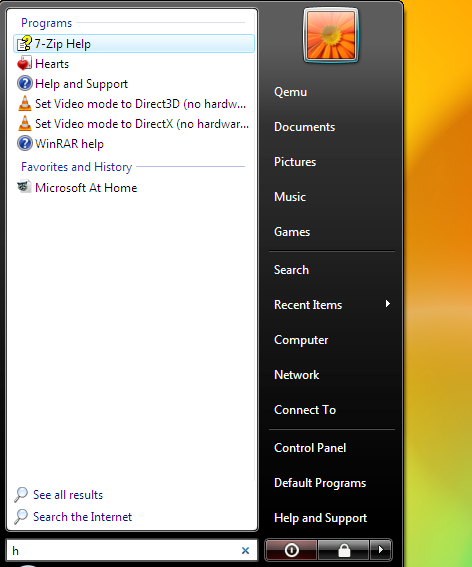 Programs
7-Zip Help
Hearts
Help and Support
Set Video mode to Direct3D (no hardw...
Set Video mode to DirectX (no hardwar...
WinRAR help
Favorites and History
Microsoft At Home
See all results
Search the Internet
h
Qemu
Documents
Pictures
Music
Games
Search
Recent Items
Computer
Network
Connect To
Control Panel
Default Programs
Help and Support